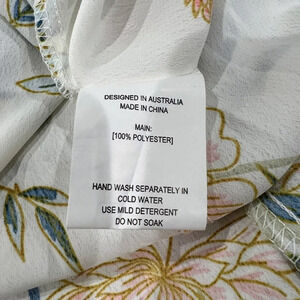 DESIGNED IN AUSTRALIA
MADE IN CHINA
MAIN:
[100% POLYESTER]
HAND WASH SEPARATELY IN
COLD WATER
USE MILD DETERGENT
DO NOT SOAK